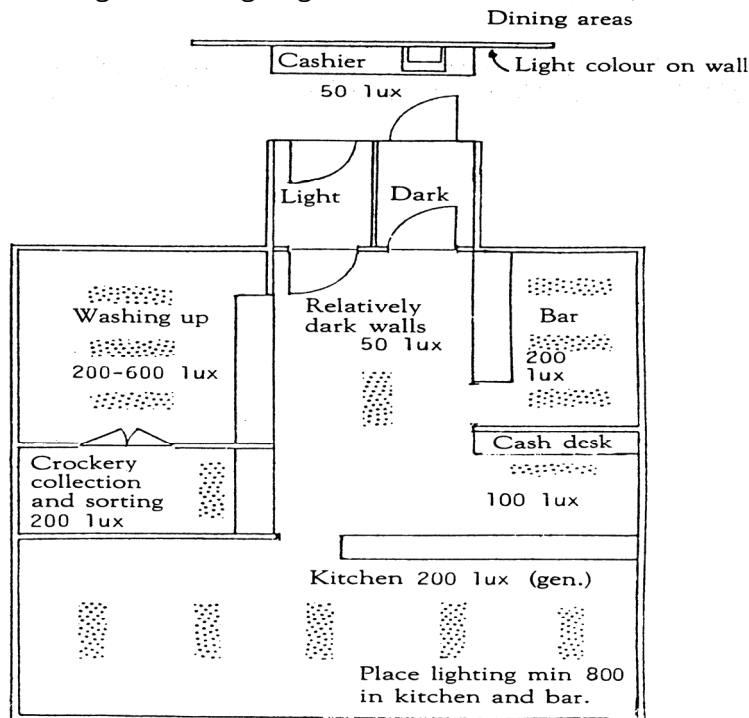 Dining areas
Cashier
Light colour on wall
50 lux
Light
Dark
Washing up
200-600 lux
Relatively
dark walls
50 lux
Bar
200
lux
Crockery
collection
and sorting
200 lux
Cash desk
100 lux
Kitchen 200 lux (gen.)
Place lighting min 800
in kitchen and bar.